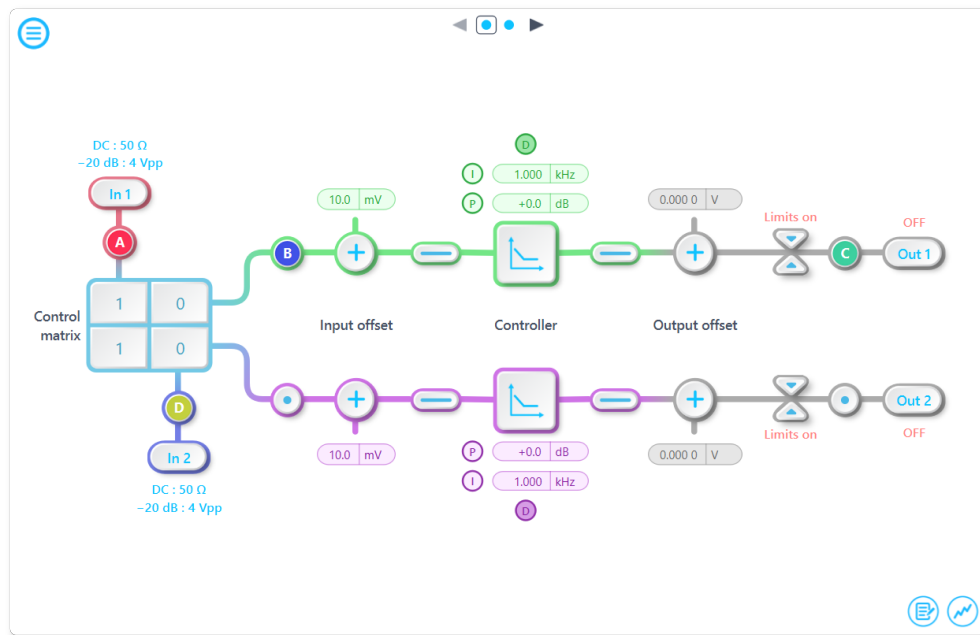 DC : 50 Ω
−20 dB : 4 Vpp
In 1
A
Control
matrix
1 0
1 0
D
In 2
DC : 50 Ω
−20 dB : 4 Vpp
B
10.0 mV
Input offset
10.0 mV
D
I 1.000 kHz
P +0.0 dB
Controller
P +0.0 dB
I 1.000 kHz
D
0.000 0 V
Output offset
0.000 0 V
Limits on
C
OFF
Out 1
Out 2
Limits on
OFF